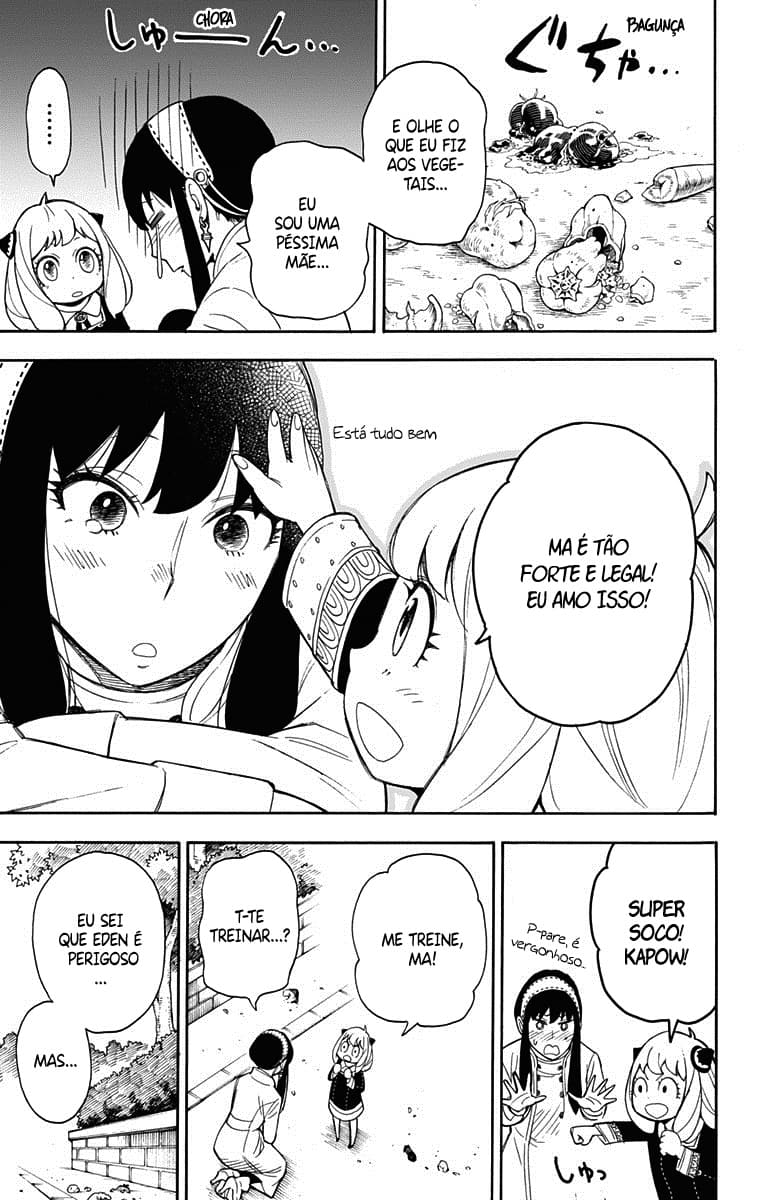 BAGUNÇA
ぐちゃ...
E OLHE O
QUE EU FIZ
AOS VEGE-
TAIS...
EU
SOU UMA
PÉSSIMA
MÃE...
CHORA
しゅーん...
......
Está tudo bem
MA É TÃO
FORTE E LEGAL!
EU AMO ISSO!
SUPER
SOCO!
KAPOW!
P-pare, é
vergonhoso...
しゅっ
ME TREINE,
MA!
T-TE
TREINAR...?
EU SEI
QUE EDEN É
PERIGOSO
...
MAS...